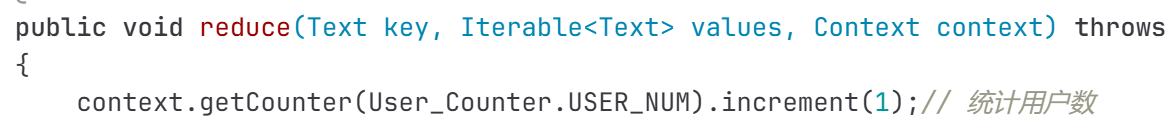 public void reduce(Text key, Iterable<Text> values, Context context) throws
{
context.getCounter(User_Counter.USER_NUM).increment(1);// 统计用户数